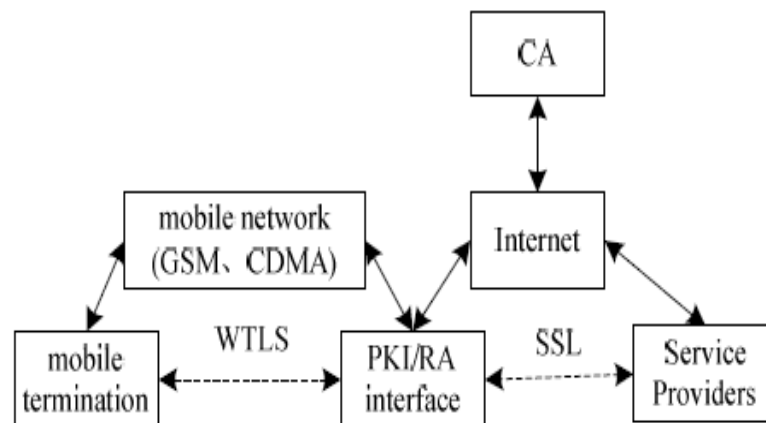 CA
mobile network
(GSM、CDMA)
Internet
WTLS
SSL
mobile
termination
PKI/RA
interface
Service
Providers